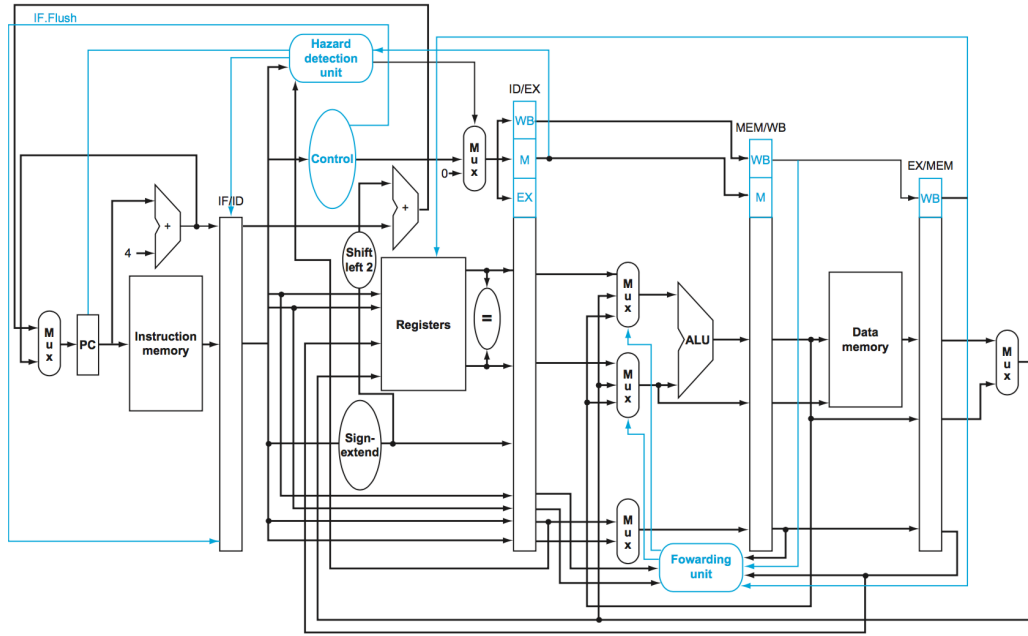 IF.Flush
Hazard
detection
unit
ID/EX
WB
MEM/WB
Control
M
u
x
M
WB
EX/MEM
0
EX
M
WB
IF/ID
+
+
4
Shift
left 2
M
u
x
PC
Instruction
memory
Registers
=
M
u
x
ALU
M
u
x
Data
memory
M
u
x
Sign-
extend
M
u
x
Fowarding
unit